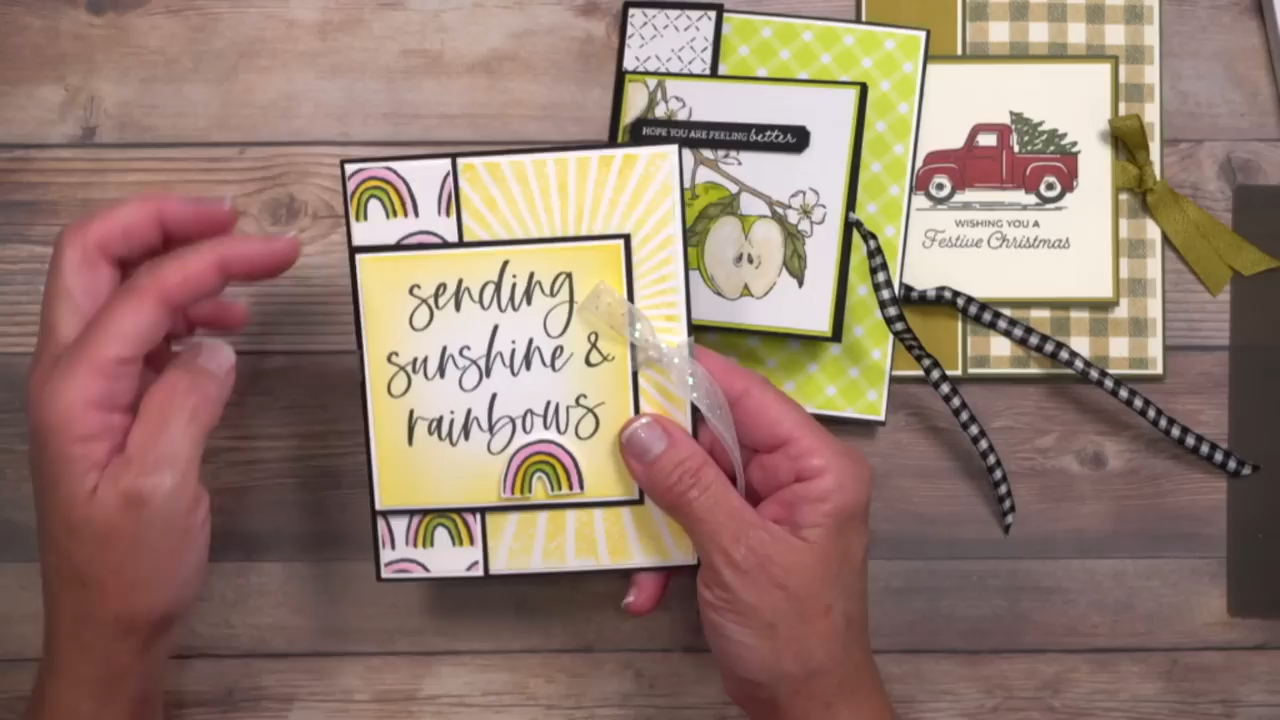 sending
sunshine &
rainbows
HOPE YOU ARE FEELING better
WISHING YOU A
Festive Christmas